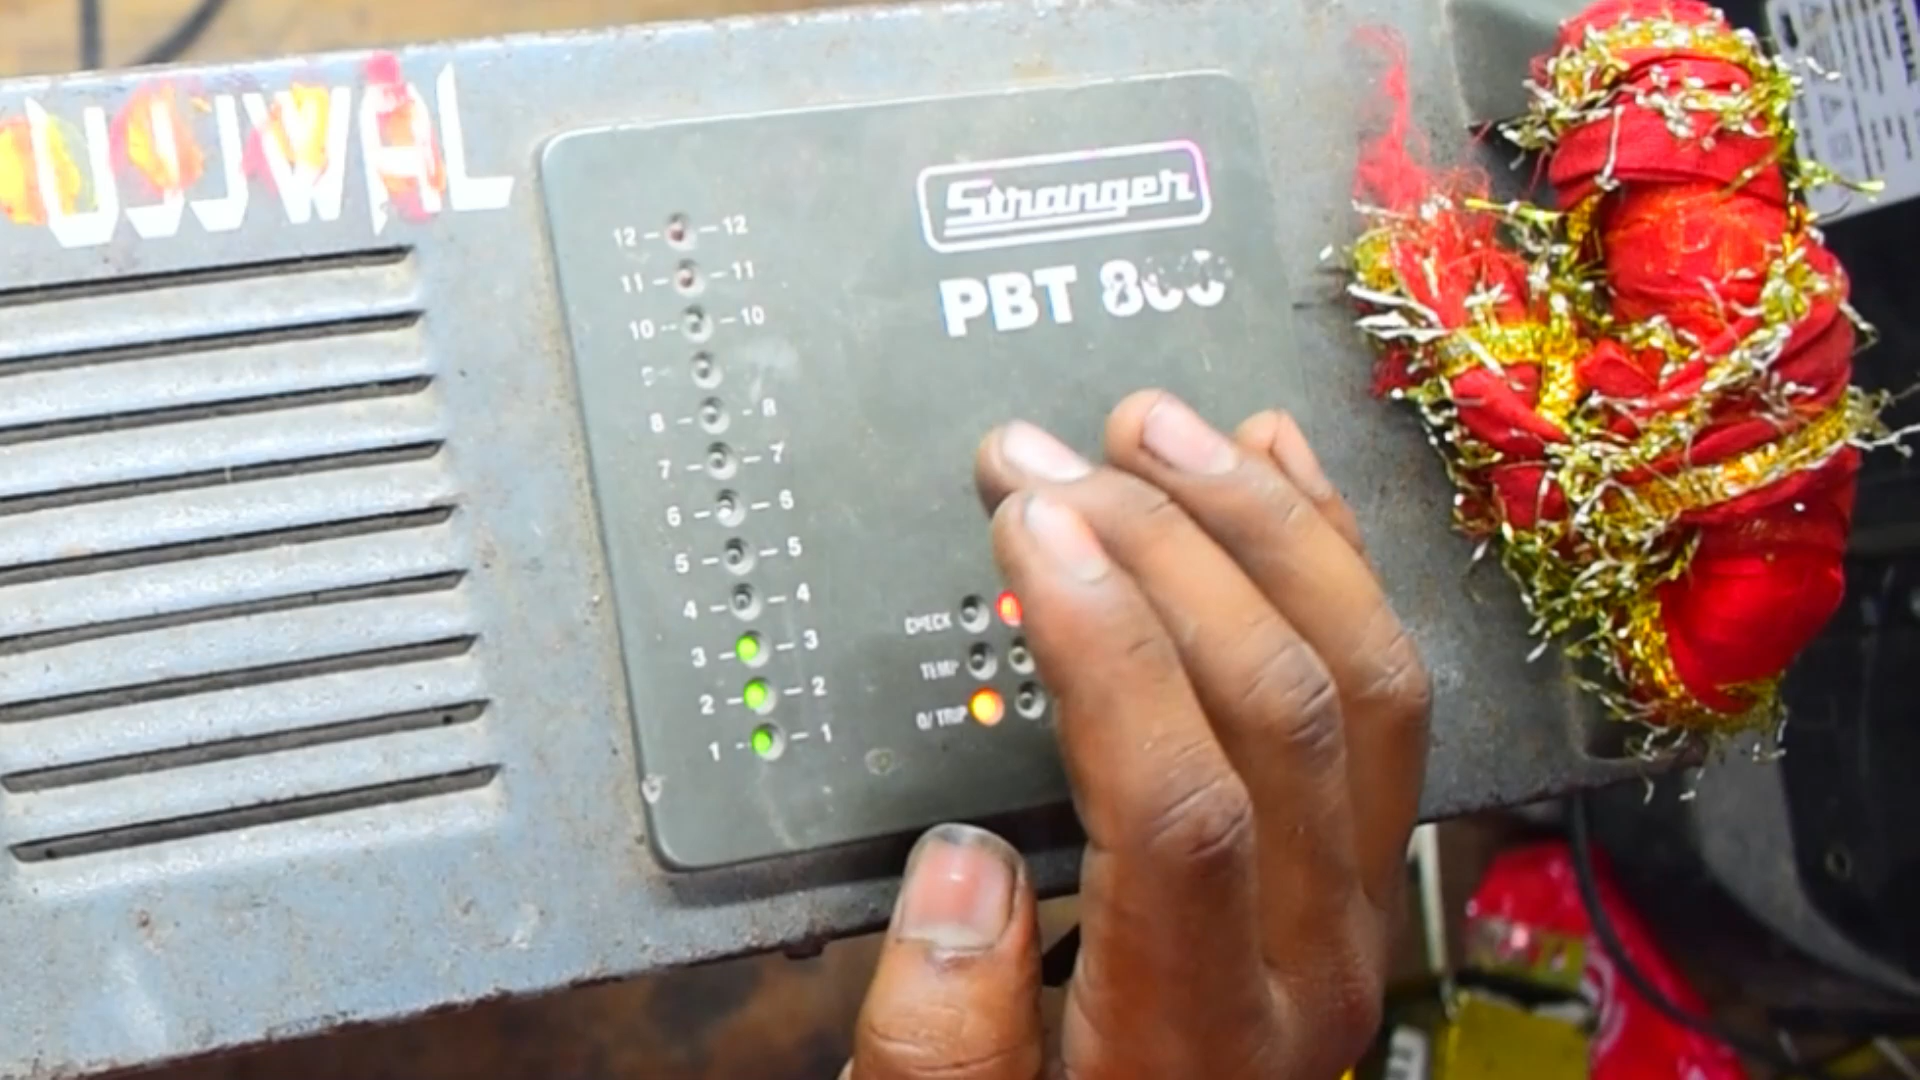 UJJWAL
Stranger
PBT 800
12 - - 12
11 - - 11
10 - - 10
9 -
8 - - 8
7 - - 7
6 - - 6
5 - - 5
4 - - 4
3 - - 3
2 - - 2
1 - - 1
CHECK
TEMP
O/TRIP